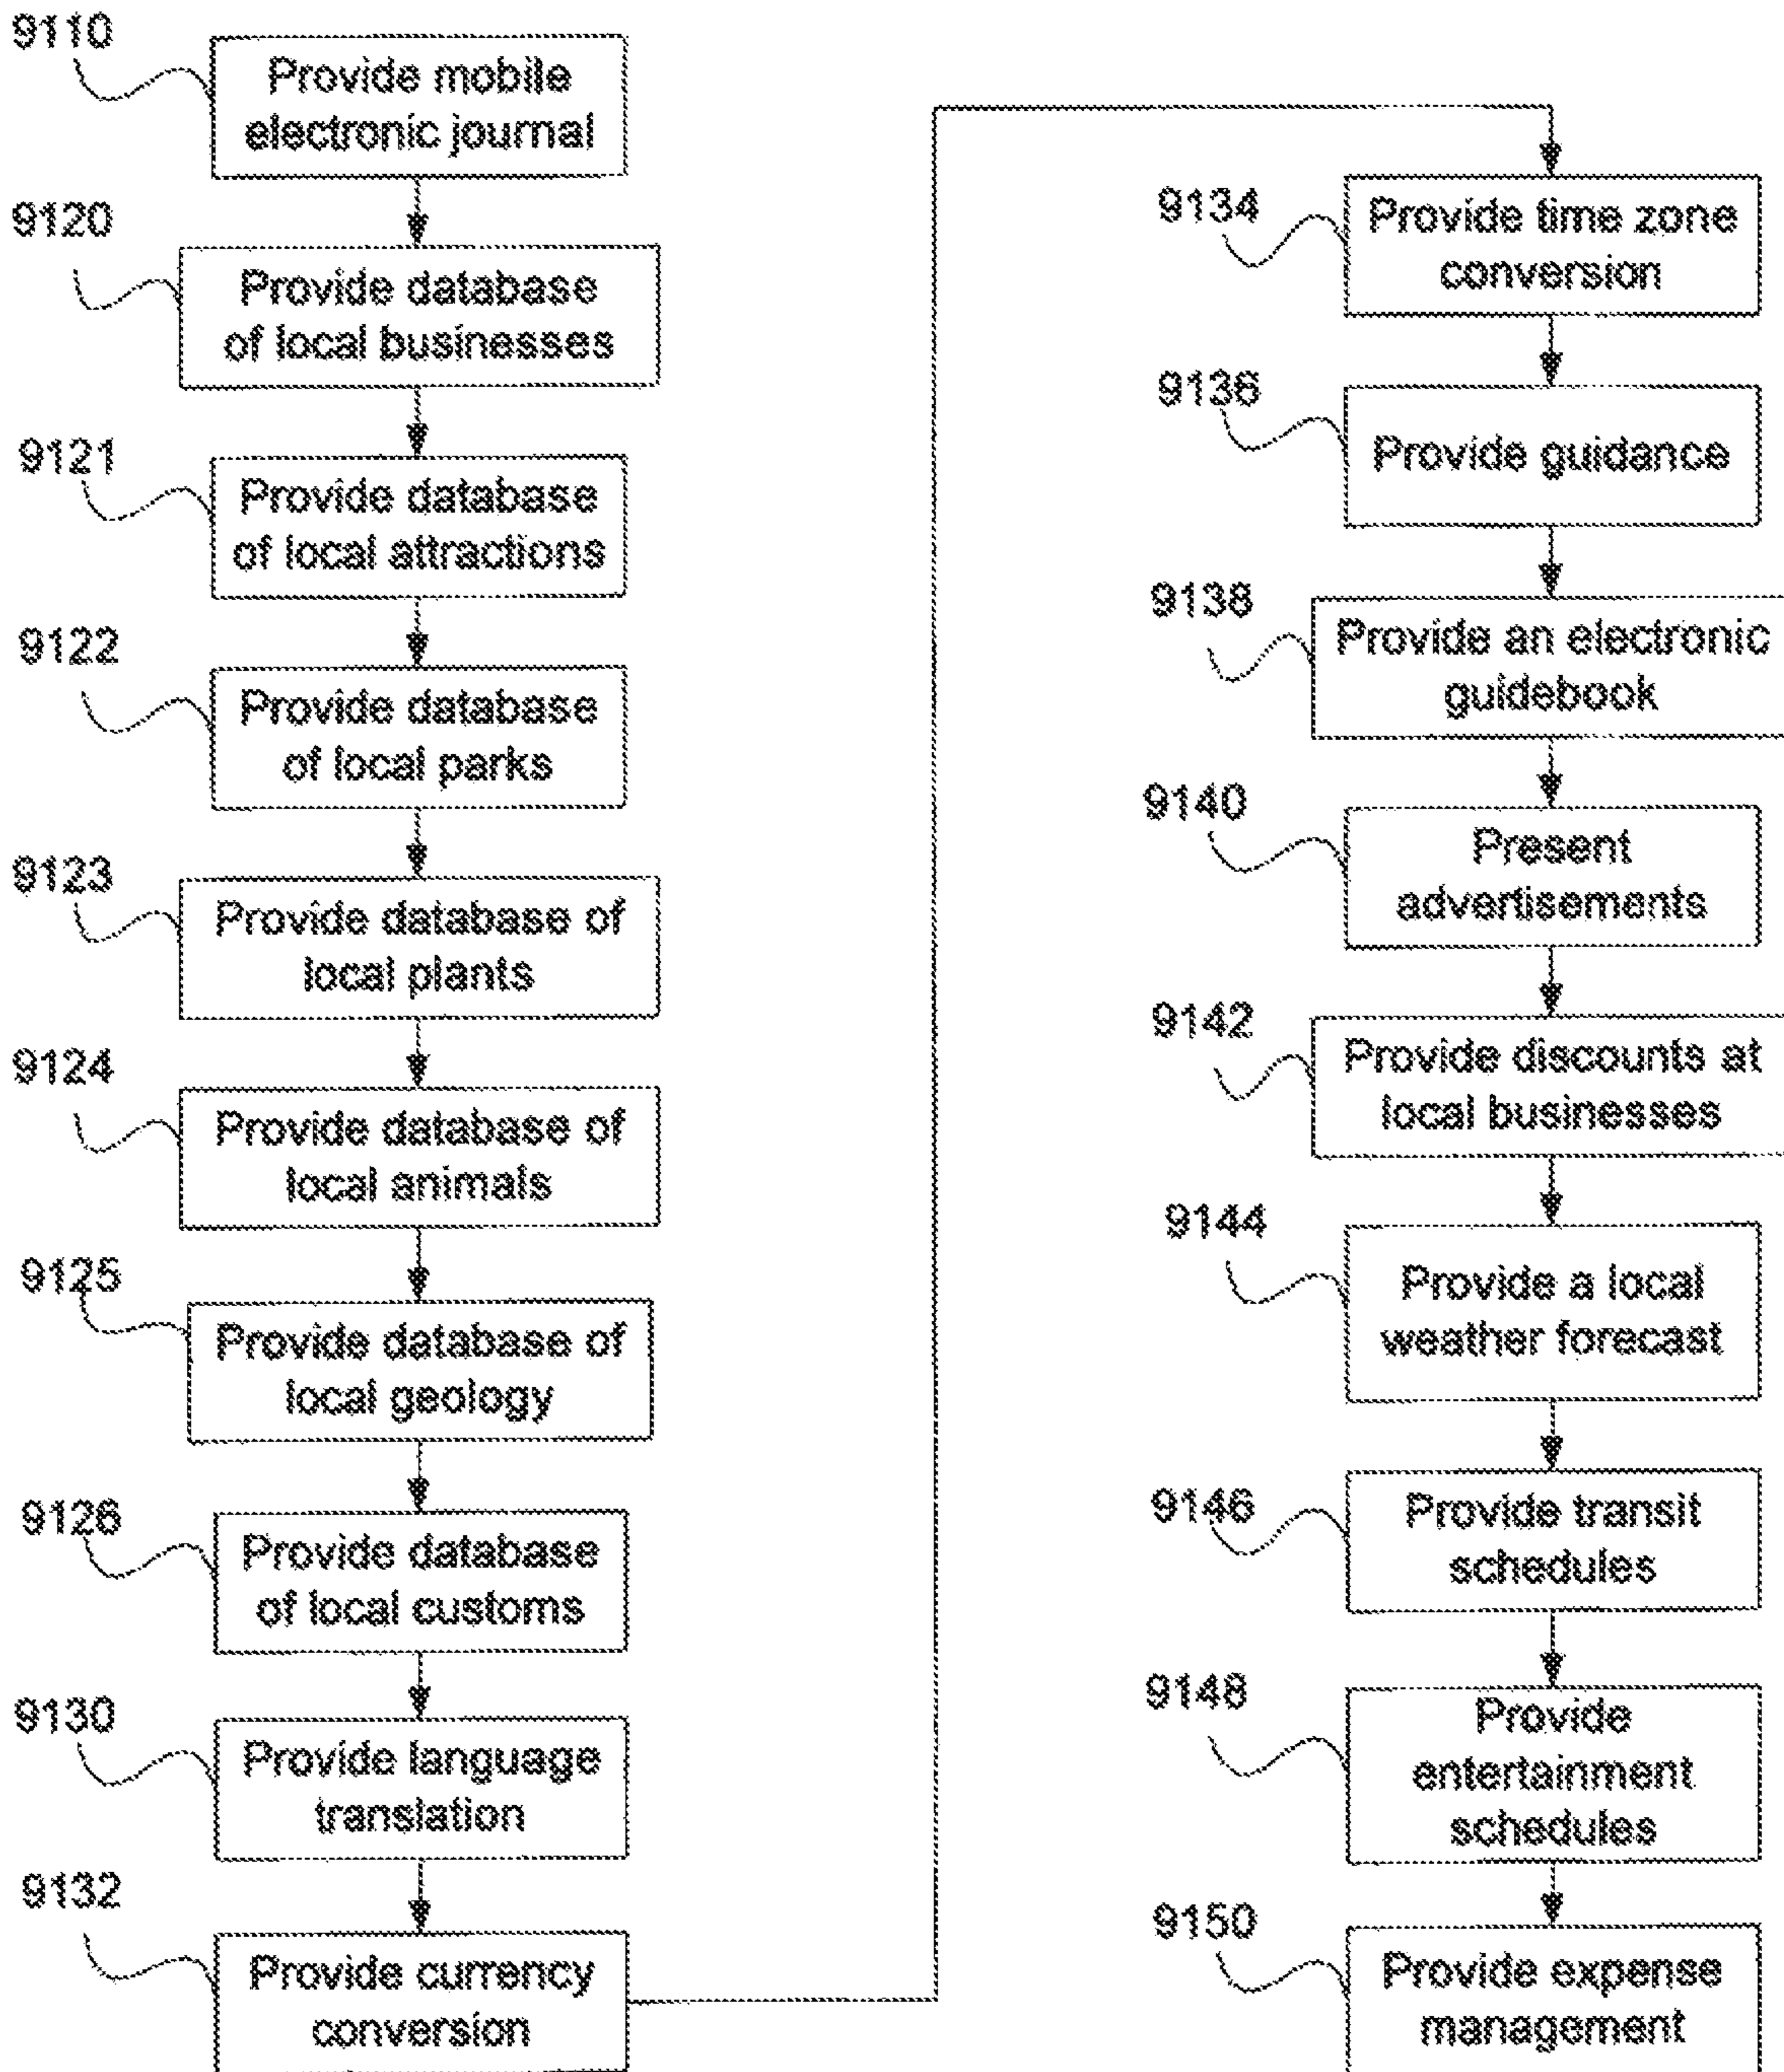 9110
Provide mobile
electronic journal
9120
Provide database
of local businesses
9121
Provide database
of local attractions
9122
Provide database
of local parks
9123
Provide database of
local plants
9124
Provide database of
local animals
9125
Provide database of
local geology
9126
Provide database
of local customs
9130
Provide language
translation
9132
Provide currency
conversion
9134
Provide time zone
conversion
9136
Provide guidance
9138
Provide an electronic
guidebook
9140
Present
advertisements
9142
Provide discounts at
local businesses
9144
Provide a local
weather forecast
9146
Provide transit
schedules
9148
Provide
entertainment
schedules
9150
Provide expense
management